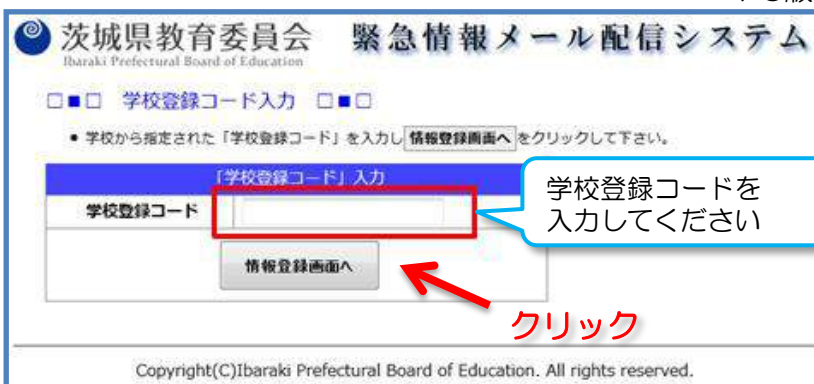 茨城県教育委員会 緊急情報メール配信システム
Ibaraki Prefectural Board of Education
□■□ 学校登録コード入力 □■□
• 学校から指定された「学校登録コード」を入力し 情報登録画面へ をクリックして下さい。
「学校登録コード」入力
学校登録コード
学校登録コードを
入力してください
情報登録画面へ
クリック
Copyright(C)Ibaraki Prefectural Board of Education. All rights reserved.